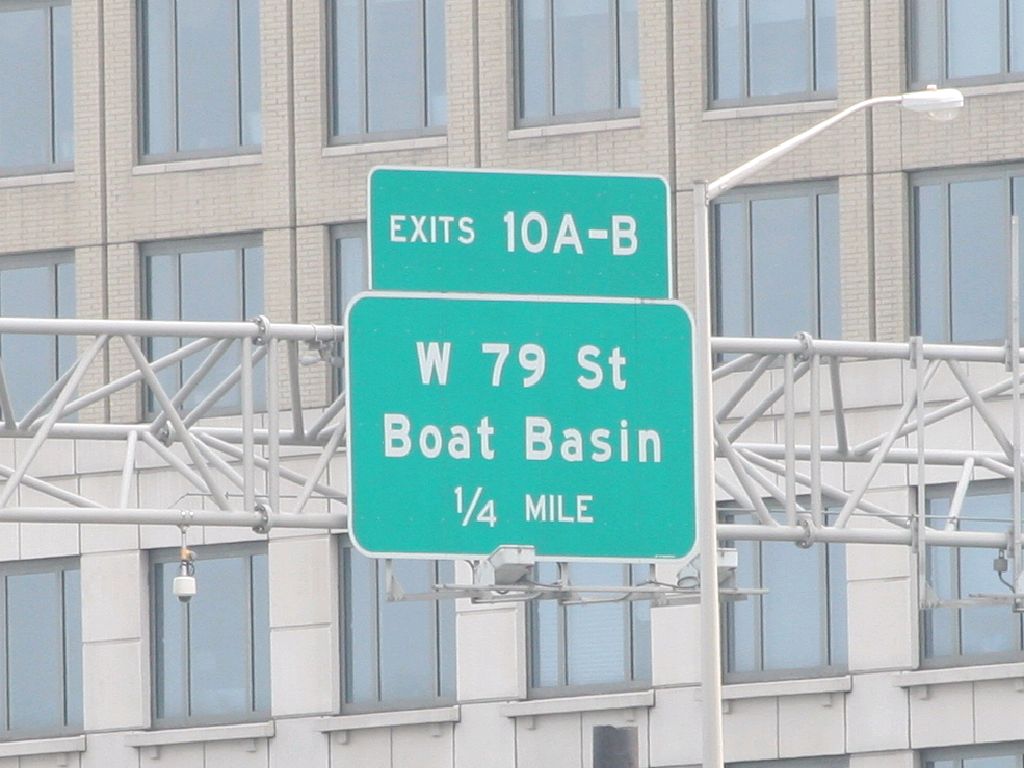 EXITS 10A-B
W 79 St
Boat Basin
1/4 MILE